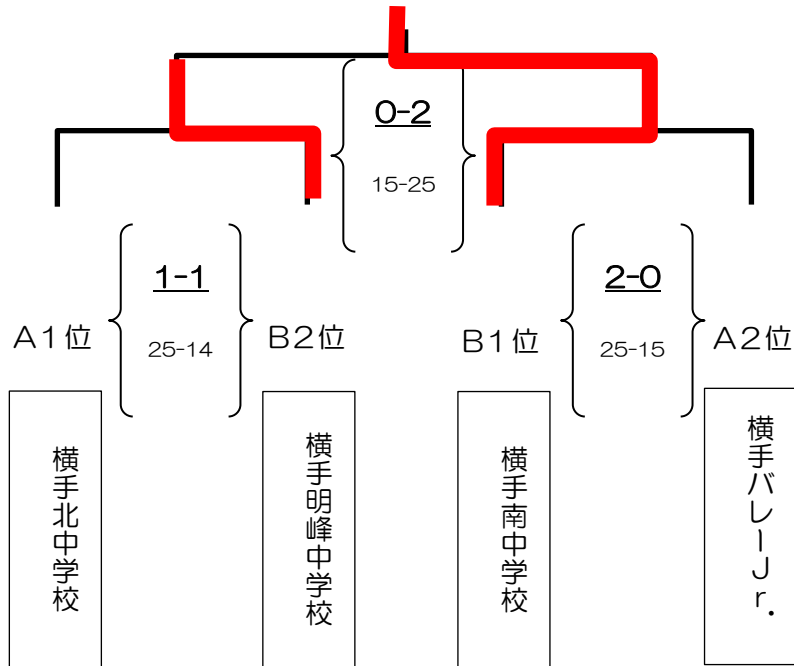 0-2
15-25
1-1
25-14
2-0
25-15
A1位
B2位
B1位
A2位
横手北中学校
横手明峰中学校
横手南中学校
横手バレーJr.